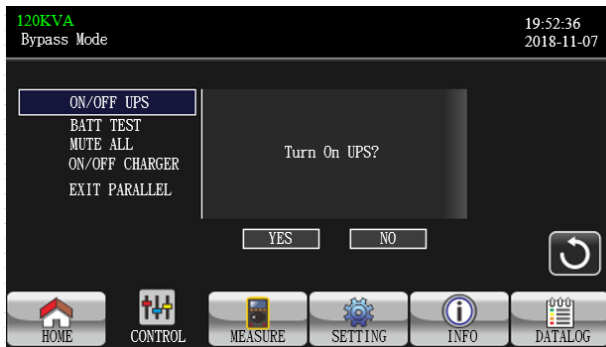 120KVA
Bypass Mode
19:52:36
2018-11-07
ON/OFF UPS
BATT TEST
MUTE ALL
ON/OFF CHARGER
EXIT PARALLEL
Turn On UPS?
YES
NO
HOME
CONTROL
MEASURE
SETTING
INFO
DATALOG